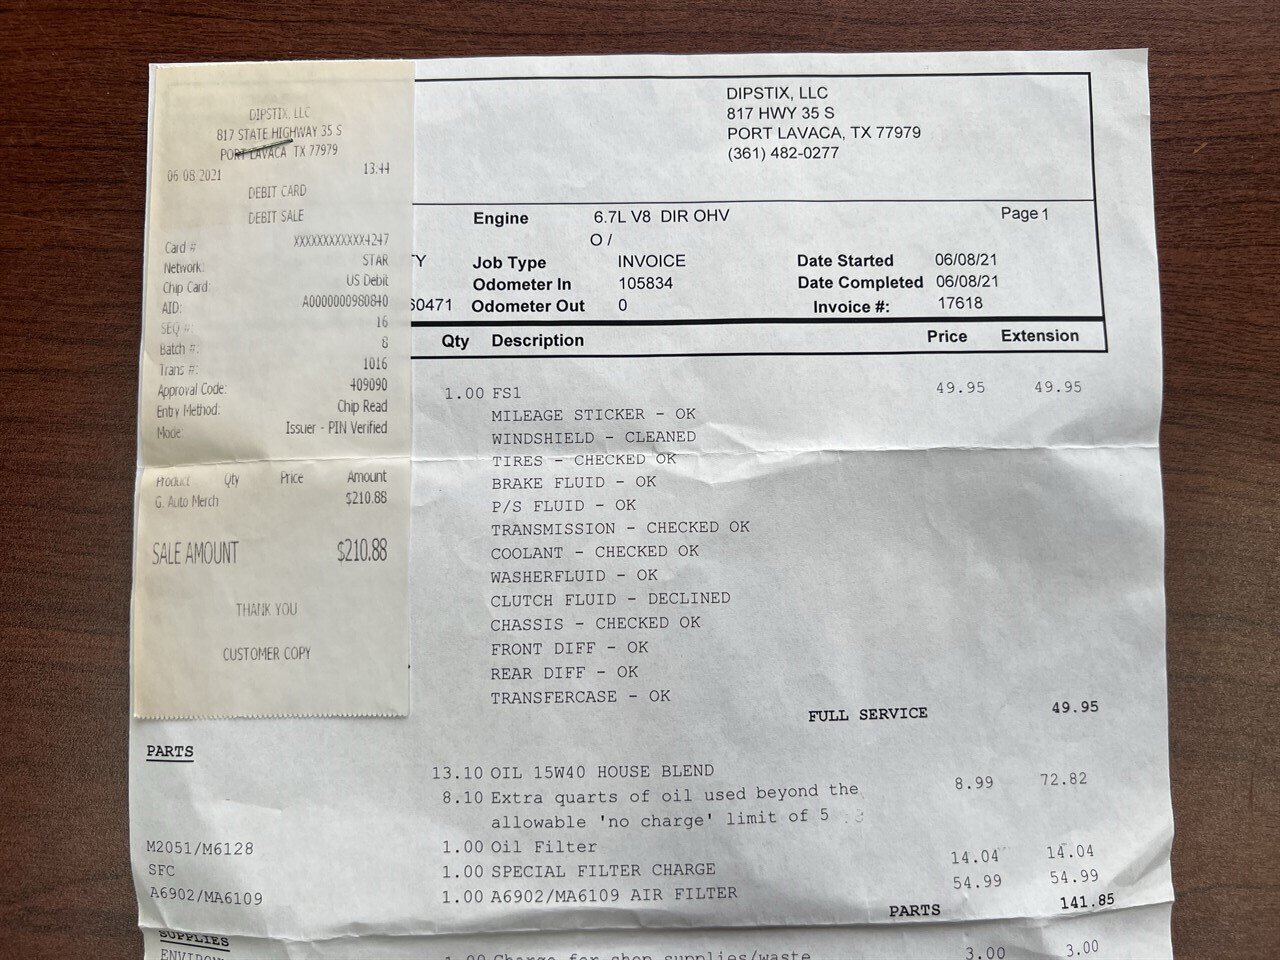 DIPSTIX, LLC
817 STATE HIGHWAY 35 S
PORT LAVACA TX 77979
06 08 2021 13:44
DEBIT CARD
DEBIT SALE
Card # XXXXXXXXXXXX4247
Network: STAR
Chip Card: US Debit
AID: A0000000980840
SEQ #: 16
Batch #: 8
Trans #: 1016
Approval Code: 409090
Entry Method: Chip Read
Mode: Issuer - PIN Verified
Product Qty Price Amount
G. Auto Merch $210.88
SALE AMOUNT $210.88
THANK YOU
CUSTOMER COPY
DIPSTIX, LLC
817 HWY 35 S
PORT LAVACA, TX 77979
(361) 482-0277
Engine 6.7L V8 DIR OHV Page 1
O /
TY Job Type INVOICE Date Started 06/08/21
Odometer In 105834 Date Completed 06/08/21
60471 Odometer Out 0 Invoice #: 17618
Qty Description Price Extension
1.00 FS1 49.95 49.95
MILEAGE STICKER - OK
WINDSHIELD - CLEANED
TIRES - CHECKED OK
BRAKE FLUID - OK
P/S FLUID - OK
TRANSMISSION - CHECKED OK
COOLANT - CHECKED OK
WASHERFLUID - OK
CLUTCH FLUID - DECLINED
CHASSIS - CHECKED OK
FRONT DIFF - OK
REAR DIFF - OK
TRANSFERCASE - OK
FULL SERVICE 49.95
PARTS
13.10 OIL 15W40 HOUSE BLEND
8.10 Extra quarts of oil used beyond the 8.99 72.82
allowable 'no charge' limit of 5
M2051/M6128 1.00 Oil Filter
SFC 1.00 SPECIAL FILTER CHARGE 14.04 14.04
A6902/MA6109 1.00 A6902/MA6109 AIR FILTER 54.99 54.99
PARTS 141.85
SUPPLIES
1.00 Charge for shop supplies/waste 3.00 3.00